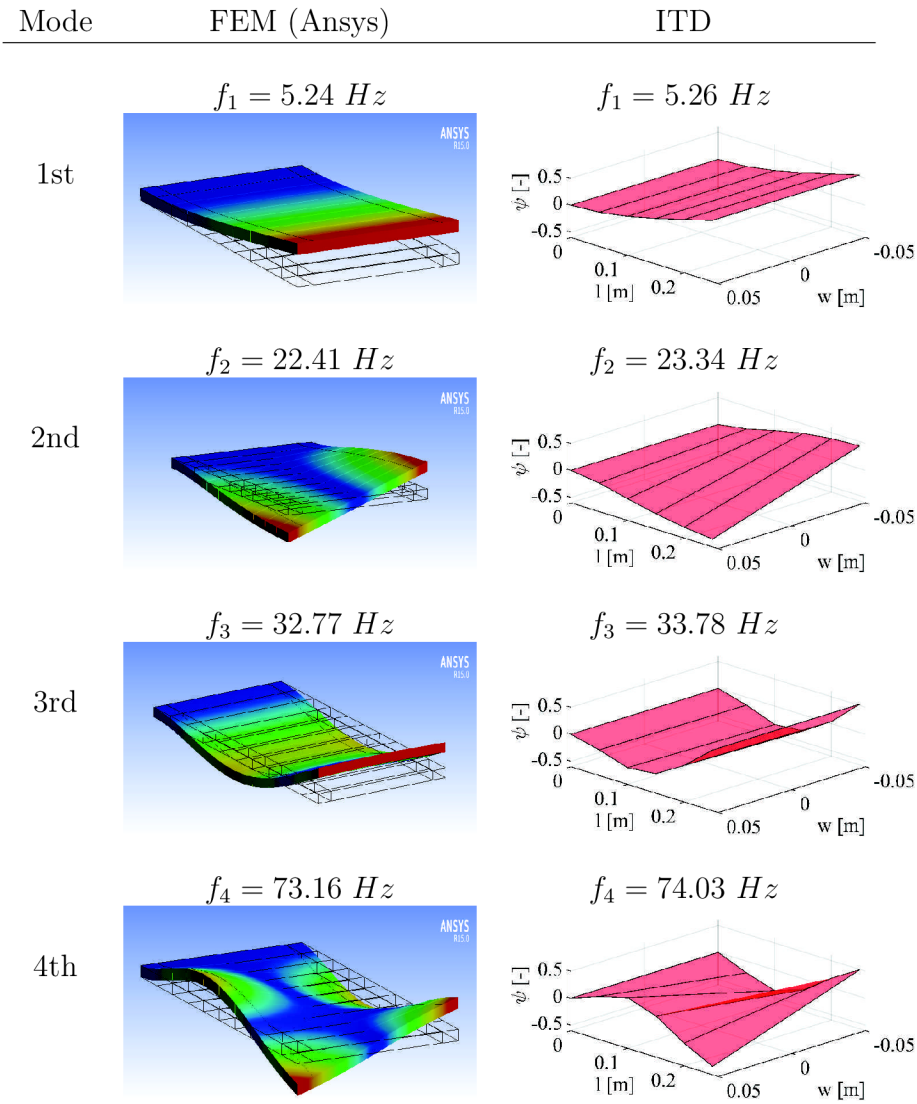 Mode FEM (Ansys) ITD
f₁ = 5.24 Hz f₁ = 5.26 Hz
1st
ANSYS
R15.0
ψ [-]
0.5
0
-0.5
0
0.1
0.2
l [m]
0.05
0
-0.05
w [m]
f₂ = 22.41 Hz f₂ = 23.34 Hz
2nd
ANSYS
R15.0
ψ [-]
0.5
0
-0.5
0
0.1
0.2
l [m]
0.05
0
-0.05
w [m]
f₃ = 32.77 Hz f₃ = 33.78 Hz
3rd
ANSYS
R15.0
ψ [-]
0.5
0
-0.5
0
0.1
0.2
l [m]
0.05
0
-0.05
w [m]
f₄ = 73.16 Hz f₄ = 74.03 Hz
4th
ANSYS
R15.0
ψ [-]
0.5
0
-0.5
0
0.1
0.2
l [m]
0.05
0
-0.05
w [m]